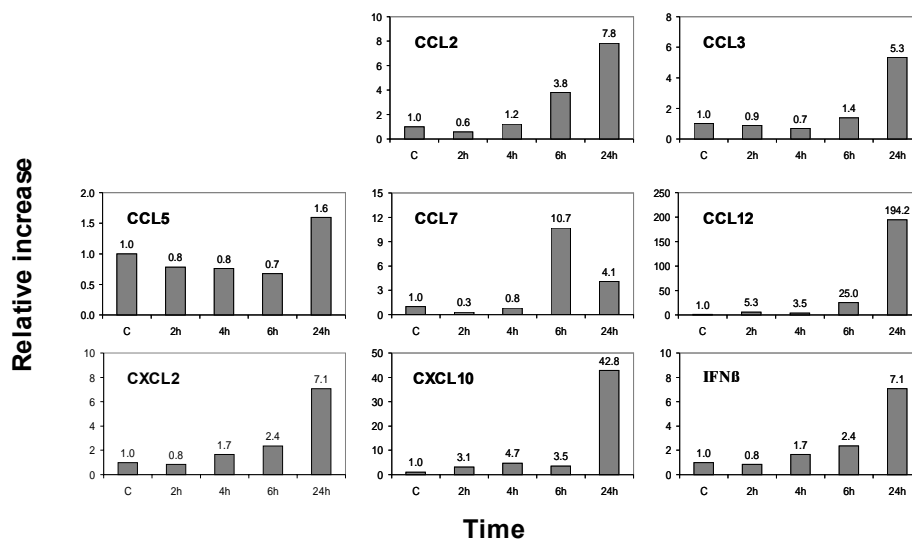 Relative increase
CCL2
10
8
6
4
2
0
1.0 0.6 1.2 3.8 7.8
C 2h 4h 6h 24h
CCL3
8
6
4
2
0
1.0 0.9 0.7 1.4 5.3
C 2h 4h 6h 24h
CCL5
2.0
1.5
1.0
0.5
0.0
1.0 0.8 0.8 0.7 1.6
C 2h 4h 6h 24h
CCL7
15
12
9
6
3
0
1.0 0.3 0.8 10.7 4.1
C 2h 4h 6h 24h
CCL12
250
200
150
100
50
0
1.0 5.3 3.5 25.0 194.2
C 2h 4h 6h 24h
CXCL2
10
8
6
4
2
0
1.0 0.8 1.7 2.4 7.1
C 2h 4h 6h 24h
CXCL10
50
40
30
20
10
0
1.0 3.1 4.7 3.5 42.8
C 2h 4h 6h 24h
IFNß
10
8
6
4
2
0
1.0 0.8 1.7 2.4 7.1
C 2h 4h 6h 24h
Time